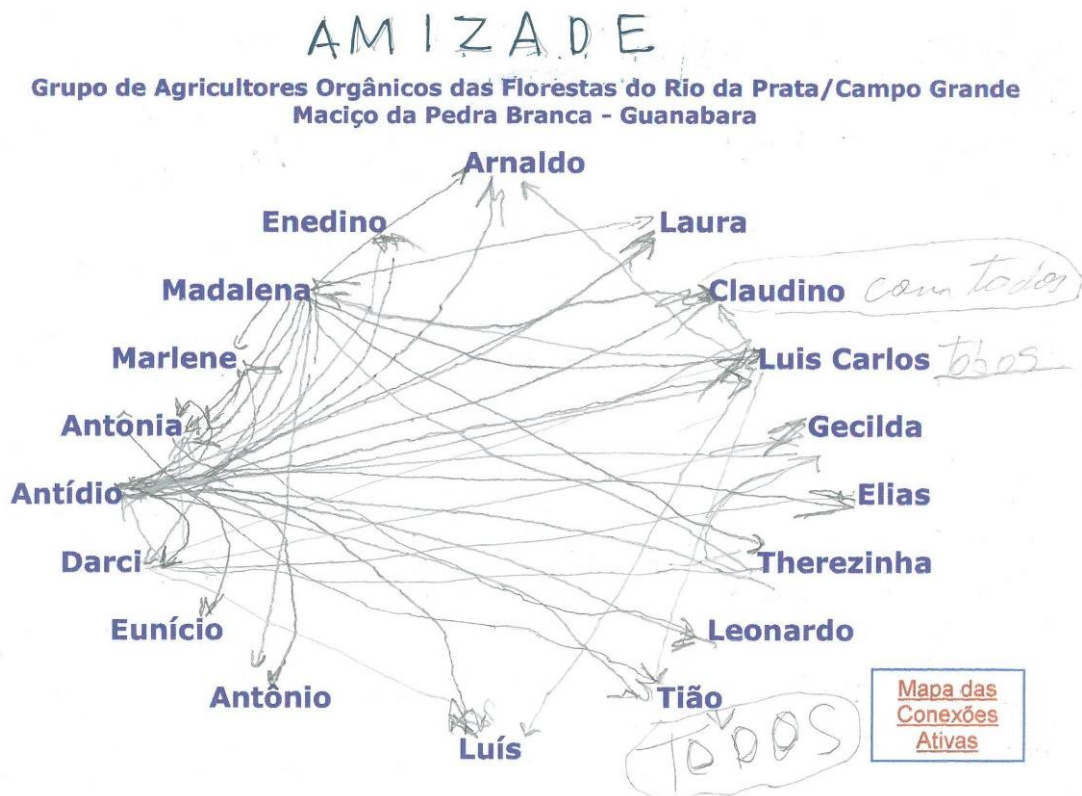 AMIZADE
Grupo de Agricultores Orgânicos das Florestas do Rio da Prata/Campo Grande
Maciço da Pedra Branca - Guanabara
Arnaldo
Enedino
Laura
Madalena
Claudino com todos
Marlene
Luis Carlos Todos
Antônia
Gecilda
Antídio
Elias
Darci
Therezinha
Eunício
Leonardo
Antônio
Tião
Luís
TODOS
Mapa das
Conexões
Ativas